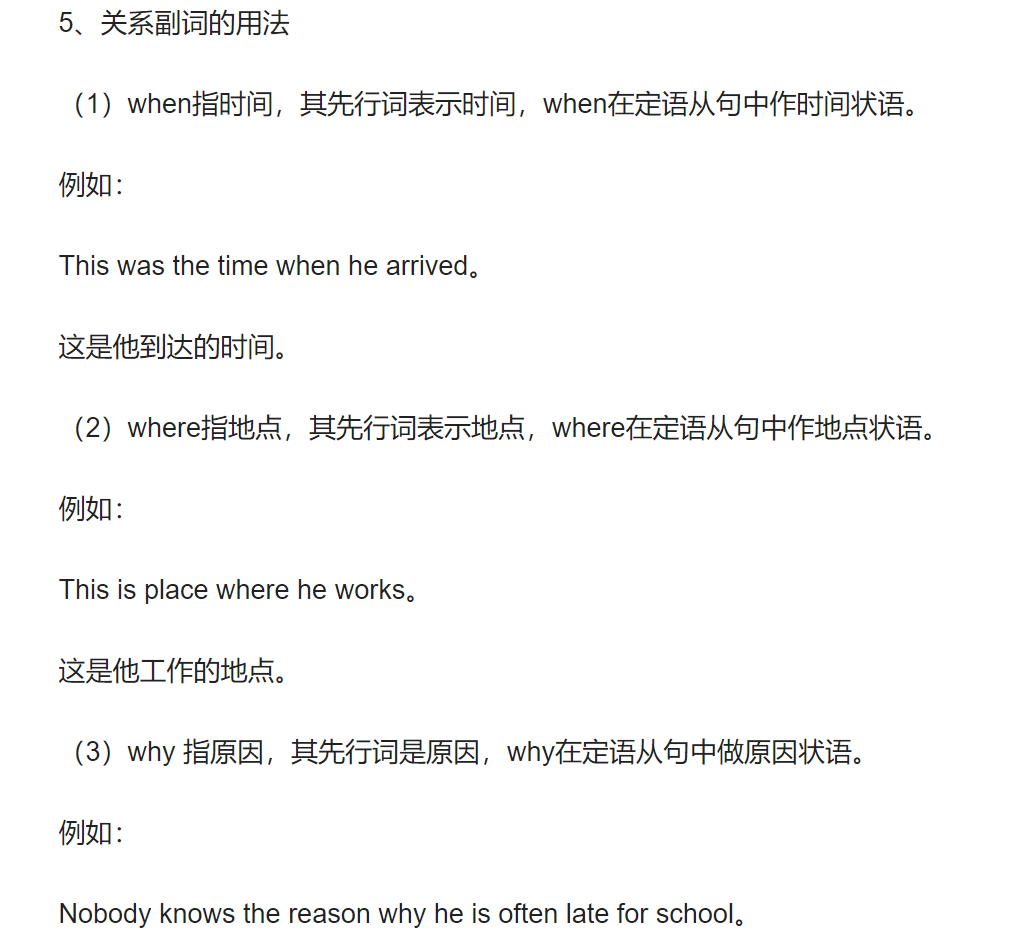 5、关系副词的用法
（1）when指时间，其先行词表示时间，when在定语从句中作时间状语。
例如：
This was the time when he arrived。
这是他到达的时间。
（2）where指地点，其先行词表示地点，where在定语从句中作地点状语。
例如：
This is place where he works。
这是他工作的地点。
（3）why 指原因，其先行词是原因，why在定语从句中做原因状语。
例如：
Nobody knows the reason why he is often late for school。